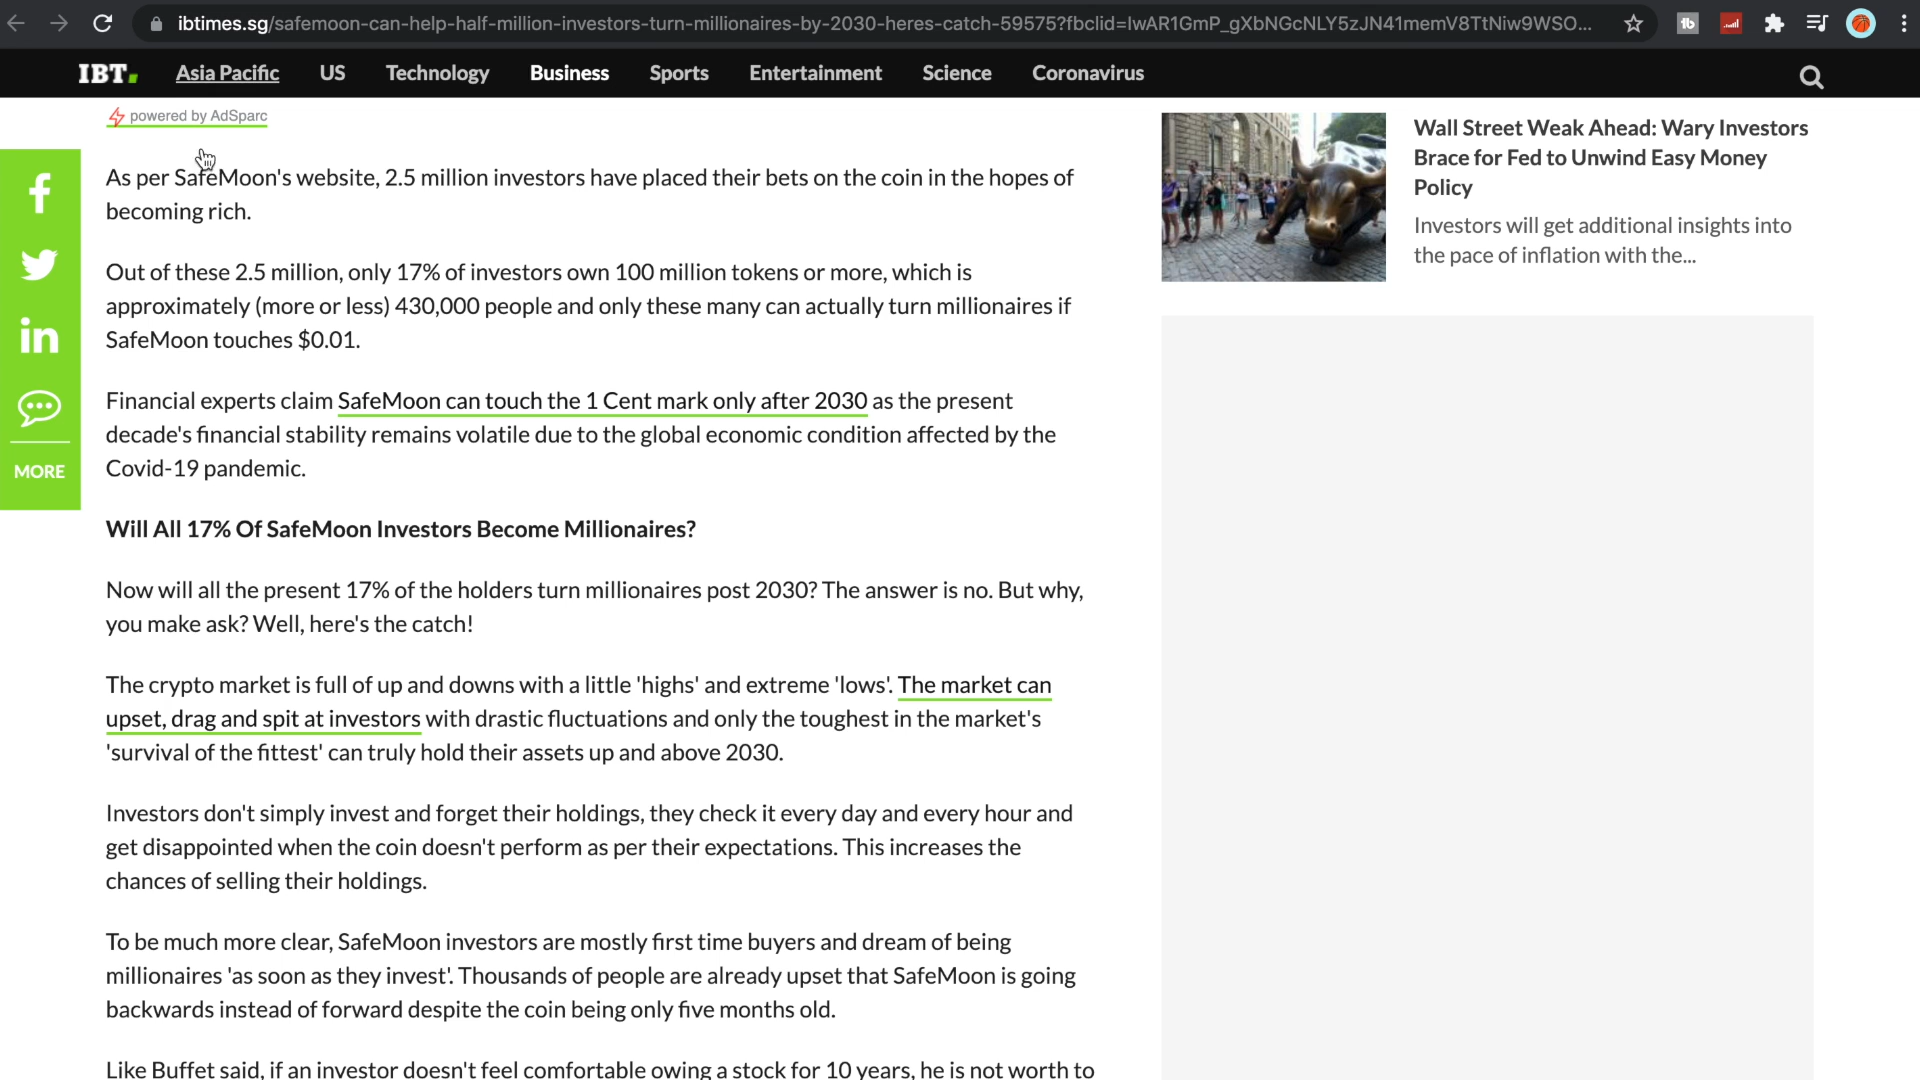 ibtimes.sg/safemoon-can-help-half-million-investors-turn-millionaires-by-2030-heres-catch-59575?fbclid=IwAR1GmP_gXbNGcNLY5zJN41memV8TtNiw9WSO...
IBT. Asia Pacific US Technology Business Sports Entertainment Science Coronavirus
powered by AdSparc
As per SafeMoon's website, 2.5 million investors have placed their bets on the coin in the hopes of
becoming rich.
Out of these 2.5 million, only 17% of investors own 100 million tokens or more, which is
approximately (more or less) 430,000 people and only these many can actually turn millionaires if
SafeMoon touches $0.01.
Financial experts claim SafeMoon can touch the 1 Cent mark only after 2030 as the present
decade's financial stability remains volatile due to the global economic condition affected by the
Covid-19 pandemic.
MORE
Will All 17% Of SafeMoon Investors Become Millionaires?
Now will all the present 17% of the holders turn millionaires post 2030? The answer is no. But why,
you make ask? Well, here's the catch!
The crypto market is full of up and downs with a little 'highs' and extreme 'lows'. The market can
upset, drag and spit at investors with drastic fluctuations and only the toughest in the market's
'survival of the fittest' can truly hold their assets up and above 2030.
Investors don't simply invest and forget their holdings, they check it every day and every hour and
get disappointed when the coin doesn't perform as per their expectations. This increases the
chances of selling their holdings.
To be much more clear, SafeMoon investors are mostly first time buyers and dream of being
millionaires 'as soon as they invest'. Thousands of people are already upset that SafeMoon is going
backwards instead of forward despite the coin being only five months old.
Like Buffet said, if an investor doesn't feel comfortable owing a stock for 10 years, he is not worth to
Wall Street Weak Ahead: Wary Investors
Brace for Fed to Unwind Easy Money
Policy
Investors will get additional insights into
the pace of inflation with the...